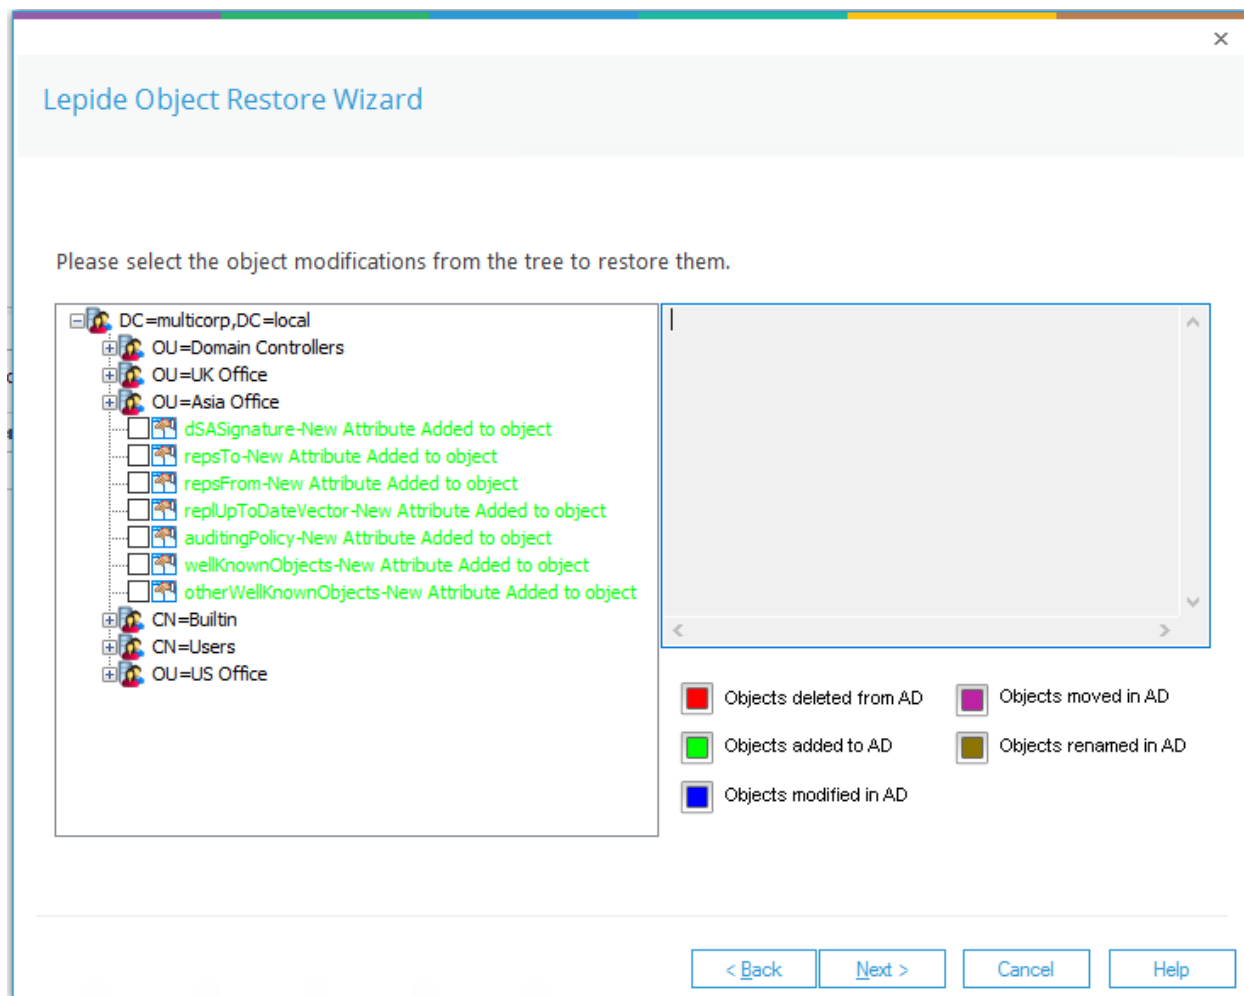 Lepide Object Restore Wizard
Please select the object modifications from the tree to restore them.
DC=multicorp,DC=local
OU=Domain Controllers
OU=UK Office
OU=Asia Office
dSASignature-New Attribute Added to object
repsTo-New Attribute Added to object
repsFrom-New Attribute Added to object
replUpToDateVector-New Attribute Added to object
auditingPolicy-New Attribute Added to object
wellKnownObjects-New Attribute Added to object
otherWellKnownObjects-New Attribute Added to object
CN=Builtin
CN=Users
OU=US Office
Objects deleted from AD
Objects moved in AD
Objects added to AD
Objects renamed in AD
Objects modified in AD
< Back
Next >
Cancel
Help